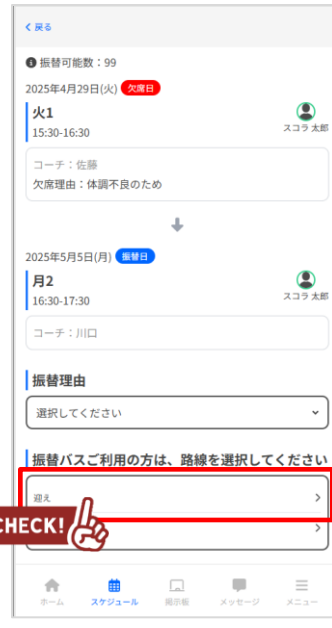 戻る
振替可能数：99
2025年4月29日(火) 欠席日
火1
15:30-16:30
スコラ 太郎
コーチ：佐藤
欠席理由：体調不良のため
2025年5月5日(月) 振替日
月2
16:30-17:30
スコラ 太郎
コーチ：川口
振替理由
選択してください
振替バスご利用の方は、路線を選択してください
迎え
CHECK!
ホーム スケジュール 掲示板 メッセージ メニュー